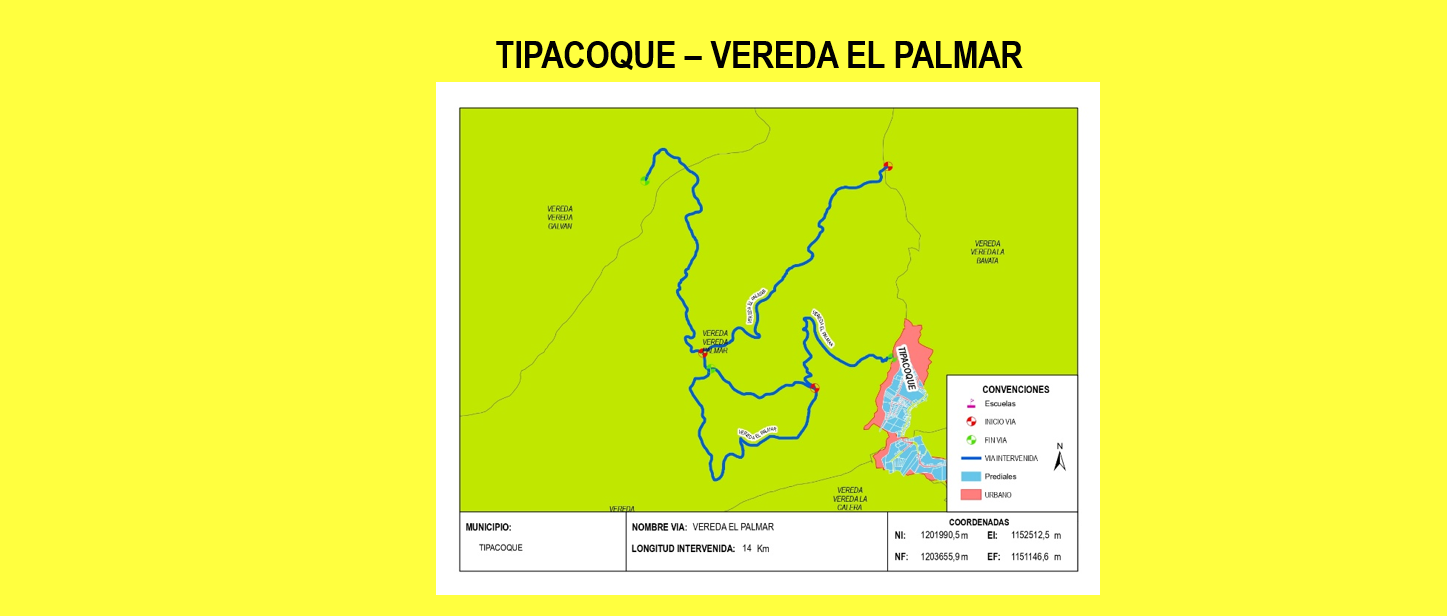 TIPACOQUE – VEREDA EL PALMAR
VEREDA
VEREDA
GALVAN
VEREDA
VEREDA LA
BAVATA
VEREDA EL PALMAR
VEREDA EL PALMAR
VEREDA
VEREDA
PALMAR
TIPACOQUE
VEREDA EL PALMAR
VEREDA
VEREDA LA
CALERA
VEREDA
CONVENCIONES
Escuelas
INICIO VIA
FIN VIA
VIA INTERVENIDA
Prediales
URBANO
N
MUNICIPIO:
TIPACOQUE
NOMBRE VIA: VEREDA EL PALMAR
LONGITUD INTERVENIDA: 14 Km
COORDENADAS
NI: 1201990,5 m EI: 1152512,5 m
NF: 1203655,9 m EF: 1151146,6 m